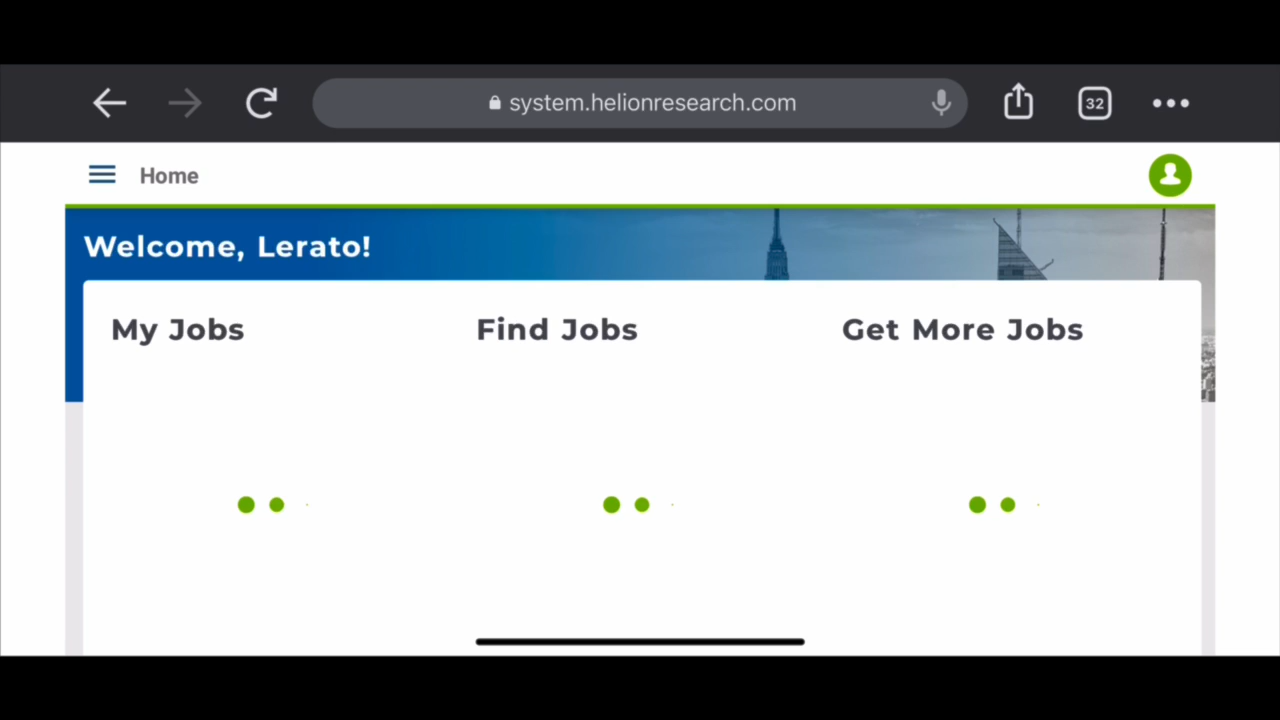 system.helionresearch.com
32
Home
Welcome, Lerato!
My Jobs
Find Jobs
Get More Jobs